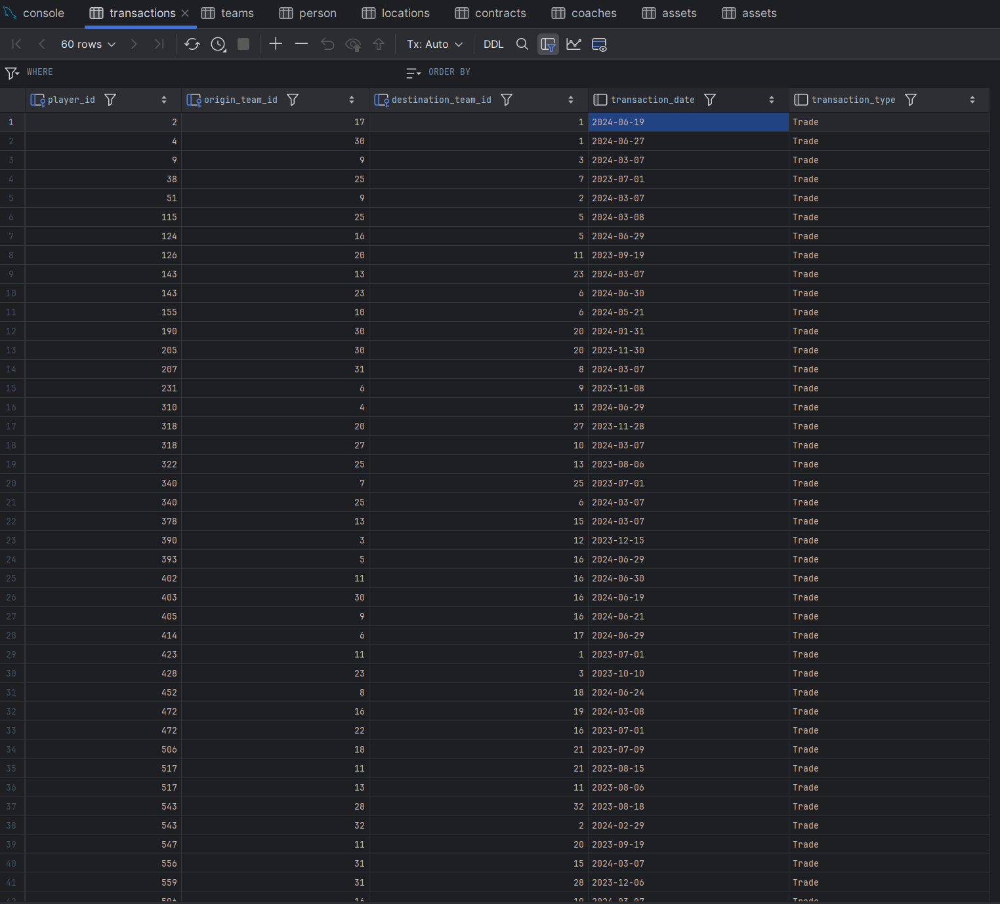 console transactions teams person locations contracts coaches assets assets
60 rows Tx: Auto DDL
WHERE ORDER BY
player_id origin_team_id destination_team_id transaction_date transaction_type
1 2 17 1 2024-06-19 Trade
2 4 30 1 2024-06-27 Trade
3 9 9 3 2024-03-07 Trade
4 38 25 7 2023-07-01 Trade
5 51 9 2 2024-03-07 Trade
6 115 25 5 2024-03-08 Trade
7 124 16 5 2024-06-29 Trade
8 126 20 11 2023-09-19 Trade
9 143 13 23 2024-03-07 Trade
10 143 23 6 2024-06-30 Trade
11 155 10 6 2024-05-21 Trade
12 190 30 20 2024-01-31 Trade
13 205 30 20 2023-11-30 Trade
14 207 31 8 2024-03-07 Trade
15 231 6 9 2023-11-08 Trade
16 310 4 13 2024-06-29 Trade
17 318 20 27 2023-11-28 Trade
18 318 27 10 2024-03-07 Trade
19 322 25 13 2023-08-06 Trade
20 340 7 25 2023-07-01 Trade
21 340 25 6 2024-03-07 Trade
22 378 13 15 2024-03-07 Trade
23 390 3 12 2023-12-15 Trade
24 393 5 16 2024-06-29 Trade
25 402 11 16 2024-06-30 Trade
26 403 30 16 2024-06-19 Trade
27 405 9 16 2024-06-21 Trade
28 414 6 17 2024-06-29 Trade
29 423 11 1 2023-07-01 Trade
30 428 23 3 2023-10-10 Trade
31 452 8 18 2024-06-24 Trade
32 472 16 19 2024-03-08 Trade
33 472 22 16 2023-07-01 Trade
34 506 18 21 2023-07-09 Trade
35 517 11 21 2023-08-15 Trade
36 517 13 11 2023-08-06 Trade
37 543 28 32 2023-08-18 Trade
38 543 32 2 2024-02-29 Trade
39 547 11 20 2023-09-19 Trade
40 556 31 15 2024-03-07 Trade
41 559 31 28 2023-12-06 Trade